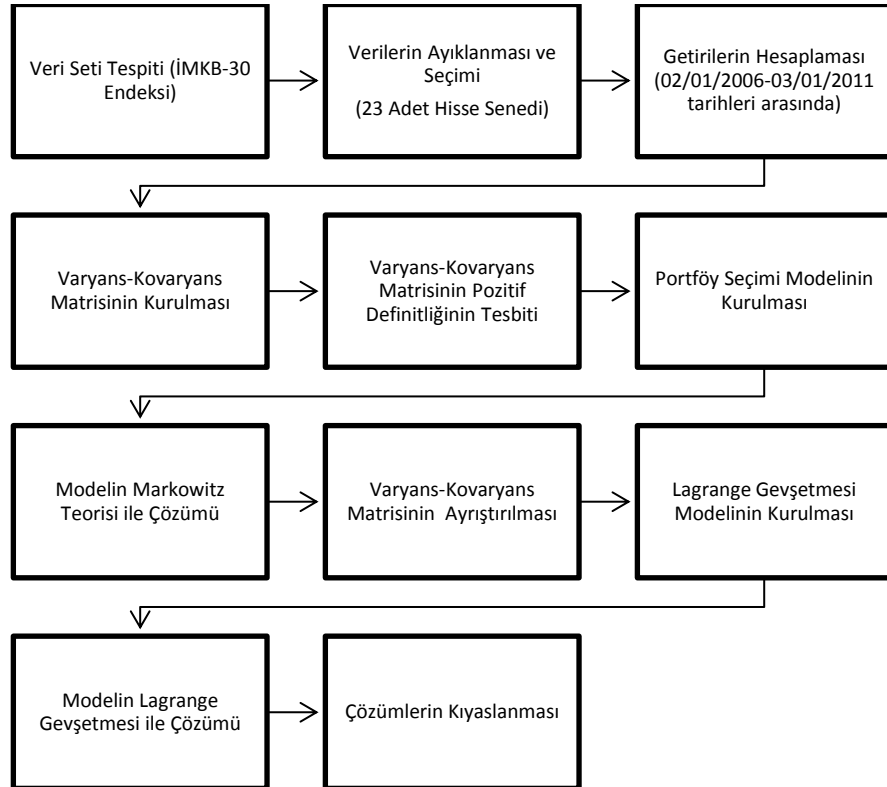 Veri Seti Tespiti (İMKB-30
Endeksi)
Verilerin Ayıklanması ve
Seçimi
(23 Adet Hisse Senedi)
Getirilerin Hesaplaması
(02/01/2006-03/01/2011
tarihleri arasında)
Varyans-Kovaryans
Matrisinin Kurulması
Varyans-Kovaryans
Matrisinin Pozitif
Definitliğinin Tesbiti
Portföy Seçimi Modelinin
Kurulması
Modelin Markowitz
Teorisi ile Çözümü
Varyans-Kovaryans
Matrisinin Ayrıştırılması
Lagrange Gevşetmesi
Modelinin Kurulması
Modelin Lagrange
Gevşetmesi ile Çözümü
Çözümlerin Kıyaslanması